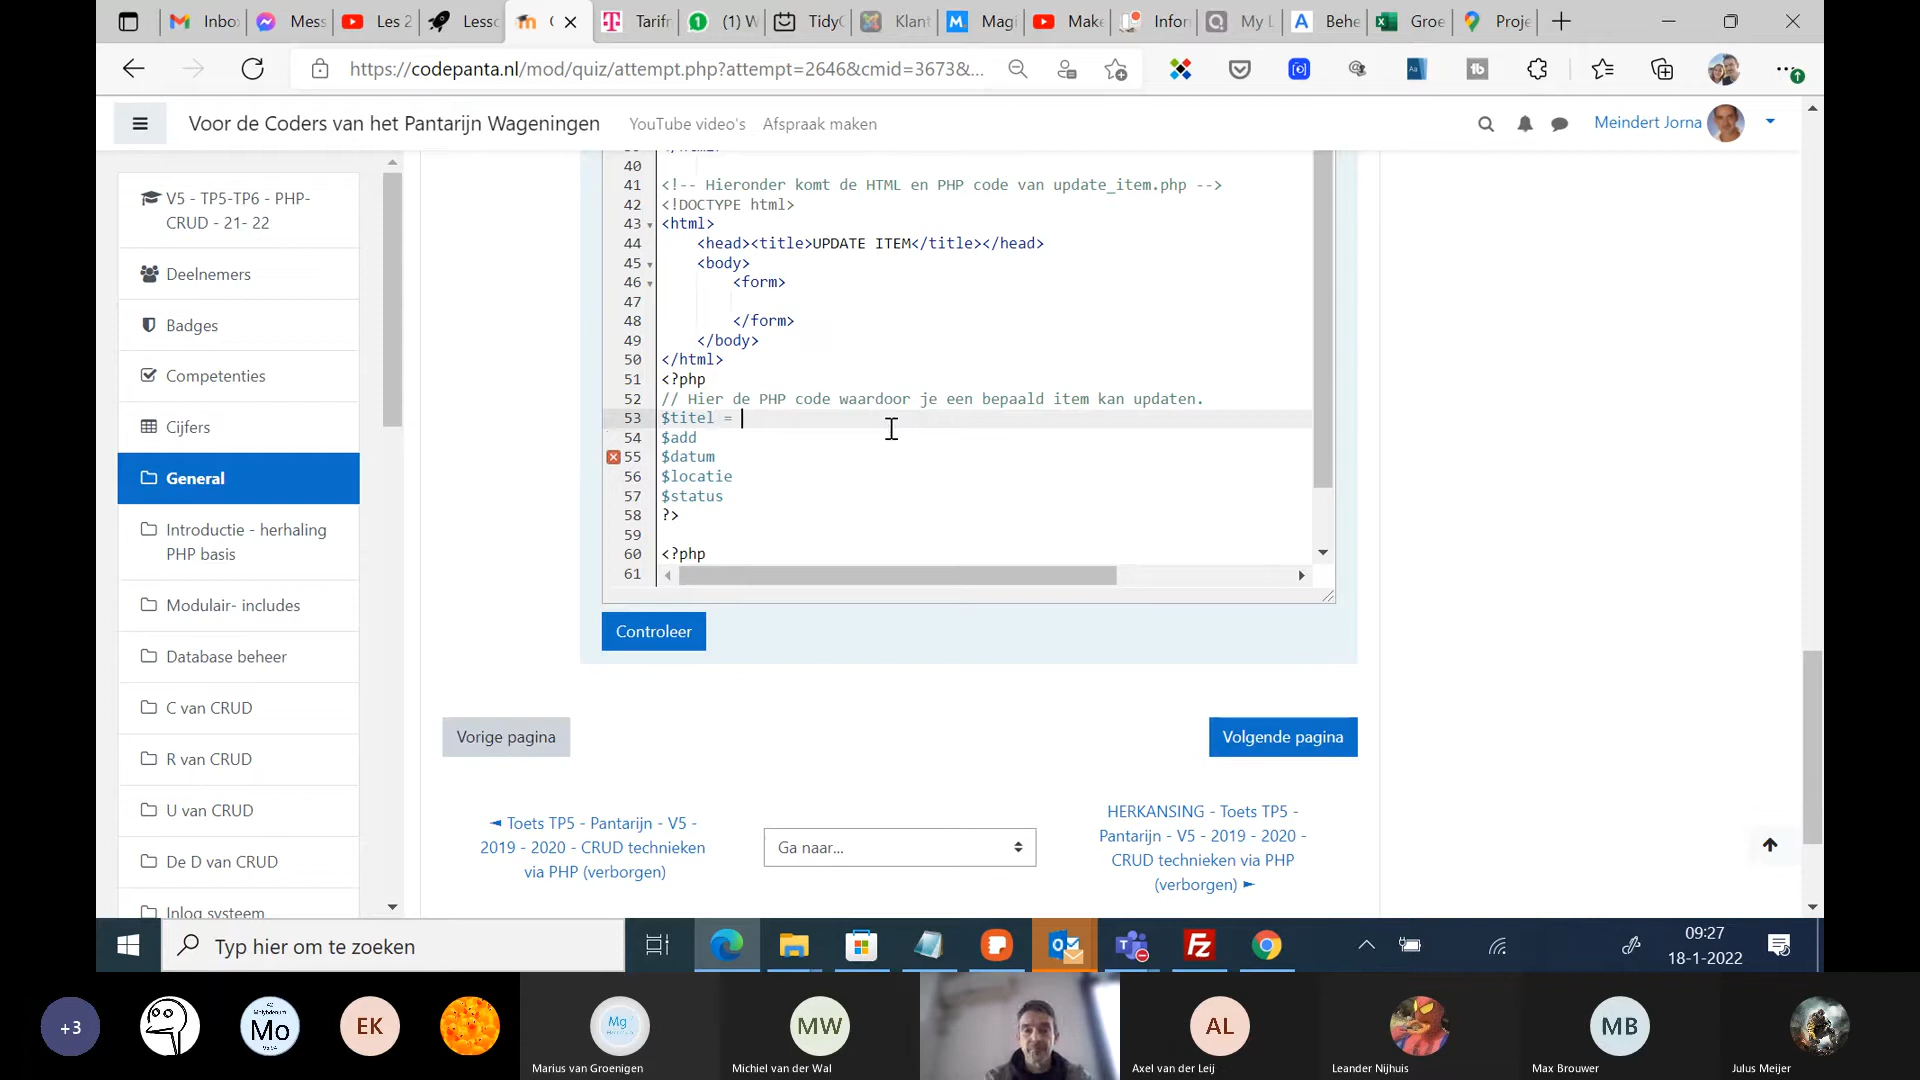 Inbo
Mess
Les 2
Lesso
Tarifn
(1) W
TidyC
Klant
Magi
Make
Infor
My L
Behe
Groe
Proje
https://codepanta.nl/mod/quiz/attempt.php?attempt=2646&cmid=3673&...
Voor de Coders van het Pantarijn Wageningen
YouTube video's
Afspraak maken
Meindert Jorna
V5 - TP5-TP6 - PHP-
CRUD - 21- 22
Deelnemers
Badges
Competenties
Cijfers
General
Introductie - herhaling
PHP basis
Modulair- includes
Database beheer
C van CRUD
R van CRUD
U van CRUD
De D van CRUD
Inlog systeem
40
41 <!-- Hieronder komt de HTML en PHP code van update_item.php -->
42 <!DOCTYPE html>
43 <html>
44 <head><title>UPDATE ITEM</title></head>
45 <body>
46 <form>
47
48 </form>
49 </body>
50 </html>
51 <?php
52 // Hier de PHP code waardoor je een bepaald item kan updaten.
53 $titel =
54 $add
55 $datum
56 $locatie
57 $status
58 ?>
59
60 <?php
61
Controleer
Vorige pagina
Volgende pagina
◄ Toets TP5 - Pantarijn - V5 -
2019 - 2020 - CRUD technieken
via PHP (verborgen)
Ga naar...
HERKANSING - Toets TP5 -
Pantarijn - V5 - 2019 - 2020 -
CRUD technieken via PHP
(verborgen) ►
Typ hier om te zoeken
09:27
18-1-2022
+3
Mo
EK
Mg
MW
AL
MB
Marius van Groenigen
Michiel van der Wal
Axel van der Leij
Leander Nijhuis
Max Brouwer
Julus Meijer